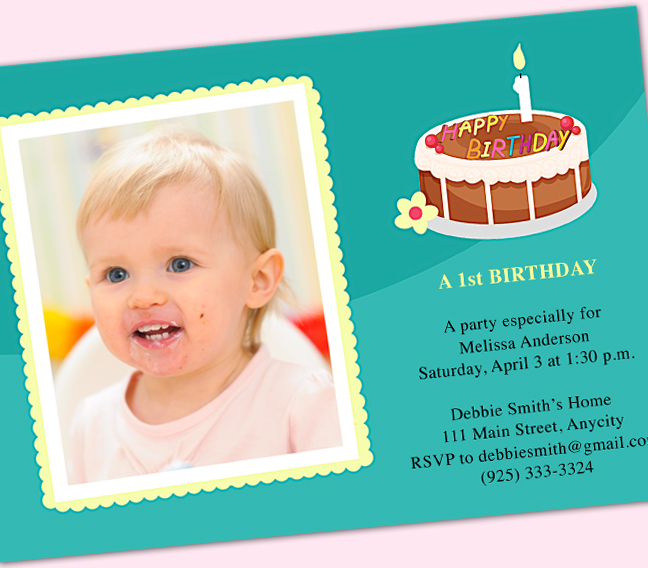 HAPPY
BIRTHDAY
1
A 1st BIRTHDAY
A party especially for
Melissa Anderson
Saturday, April 3 at 1:30 p.m.
Debbie Smith's Home
111 Main Street, Anycity
RSVP to debbiesmith@gmail.co
(925) 333-3324